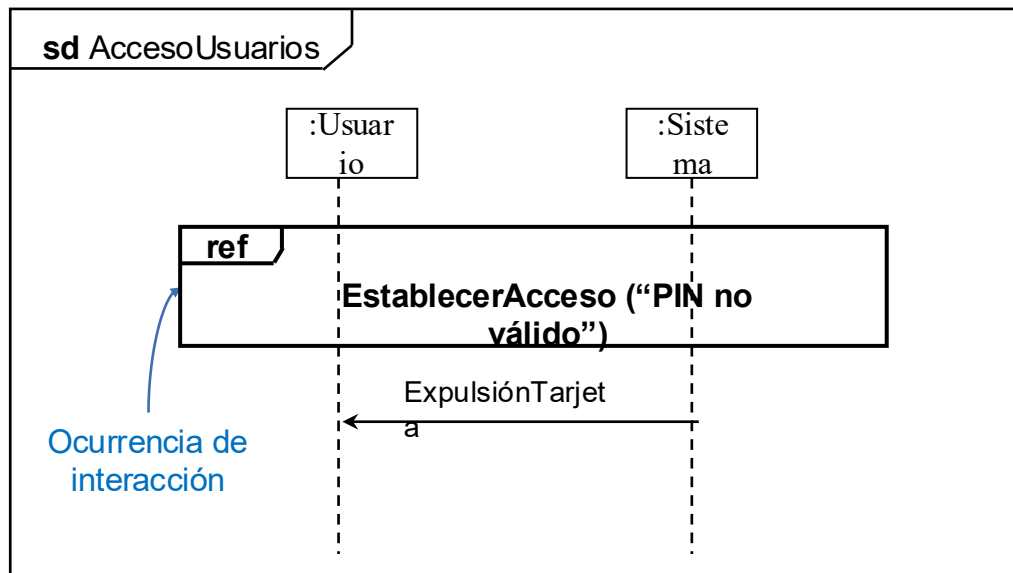 sd AccesoUsuarios
:Usuar
io
:Siste
ma
ref
EstablecerAcceso (“PIN no
válido”)
ExpulsiónTarjet
a
Ocurrencia de
interacción